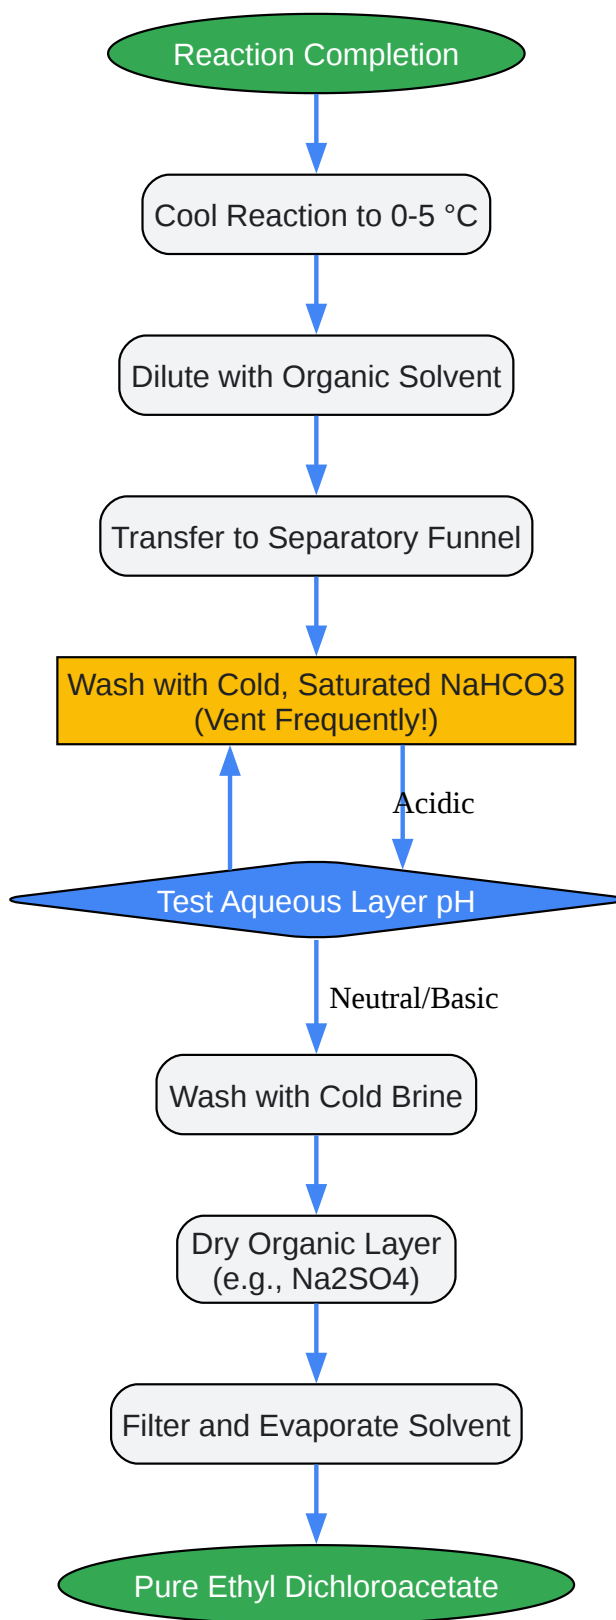 Reaction Completion
Cool Reaction to 0-5 °C
Dilute with Organic Solvent
Transfer to Separatory Funnel
Wash with Cold, Saturated NaHCO3
(Vent Frequently!)
Acidic
Test Aqueous Layer pH
Neutral/Basic
Wash with Cold Brine
Dry Organic Layer
(e.g., Na2SO4)
Filter and Evaporate Solvent
Pure Ethyl Dichloroacetate